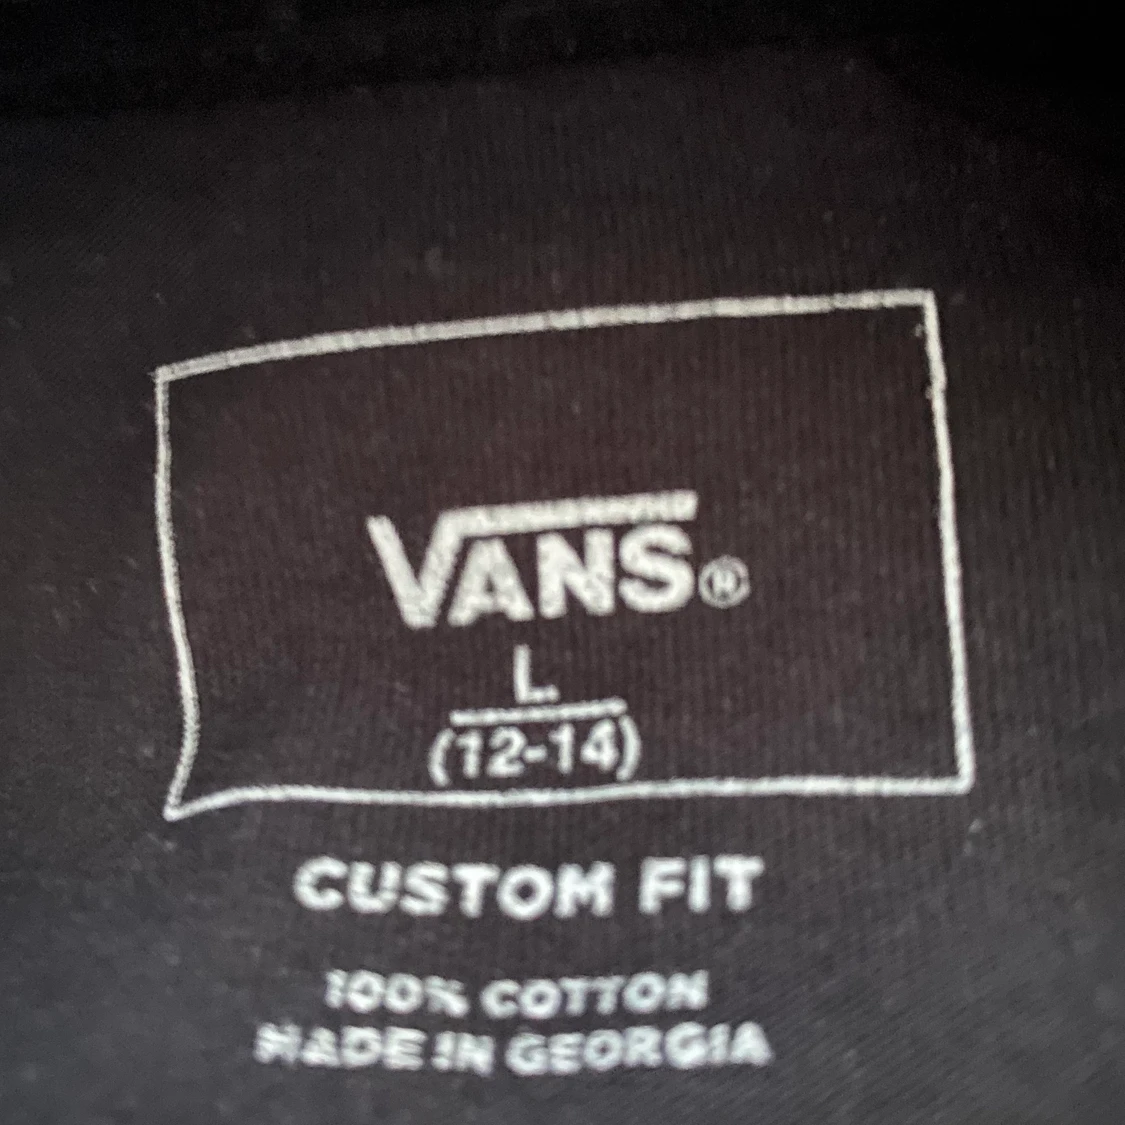 VANS®
L
(12-14)
CUSTOM FIT
100% COTTON
MADE IN GEORGIA